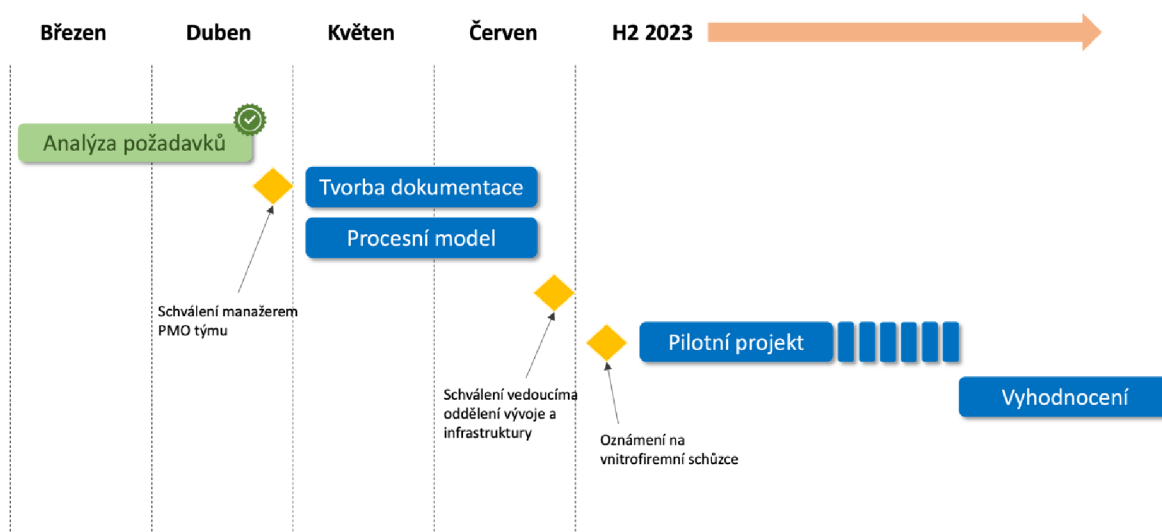 Březen
Duben
Květen
Červen
H2 2023
Analýza požadavků
Tvorba dokumentace
Procesní model
Schválení manažerem
PMO týmu
Pilotní projekt
Schválení vedoucíma
oddělení vývoje a
infrastruktury
Vyhodnocení
Oznámení na
vnitrofiremní schůzce